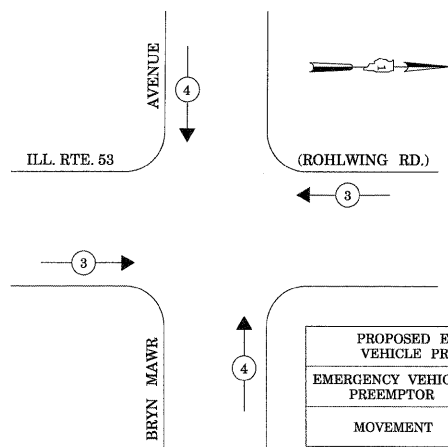 AVENUE
4
ILL. RTE. 53
(ROHLWING RD.)
3
3
BRYN MAWR
4
PROPOSED E
VEHICLE PR
EMERGENCY VEHIC
PREEMPTOR
MOVEMENT